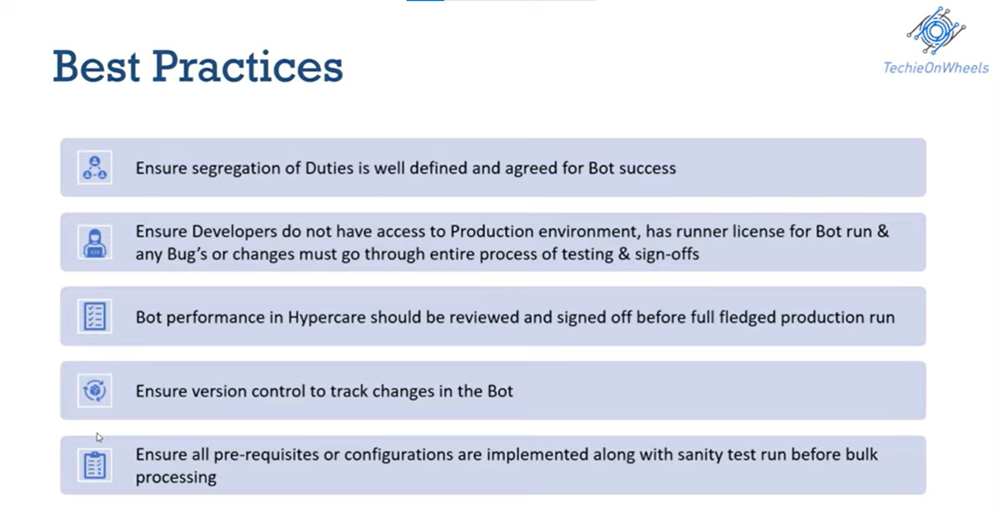 TechieOnWheels
Best Practices
Ensure segregation of Duties is well defined and agreed for Bot success
Ensure Developers do not have access to Production environment, has runner license for Bot run &
any Bug's or changes must go through entire process of testing & sign-offs
Bot performance in Hypercare should be reviewed and signed off before full fledged production run
Ensure version control to track changes in the Bot
Ensure all pre-requisites or configurations are implemented along with sanity test run before bulk
processing